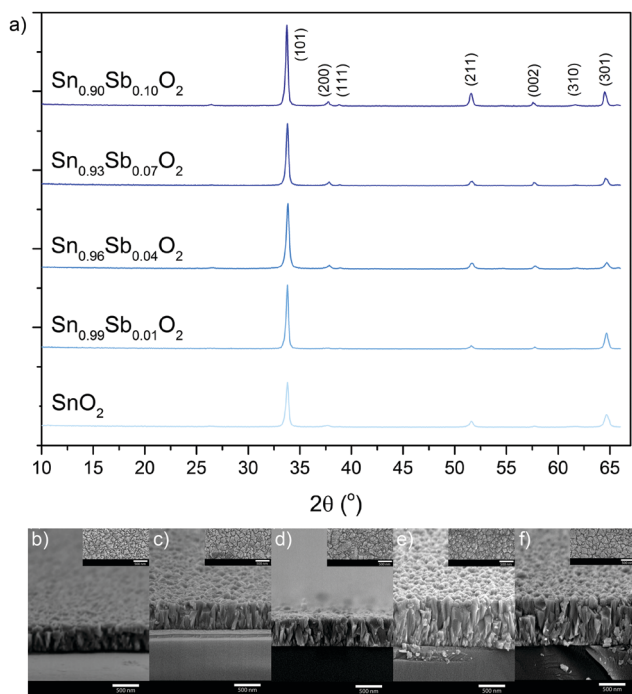 a)
Sn0.90Sb0.10O2
(101)
(200)
(111)
(211)
(002)
(310)
(301)
Sn0.93Sb0.07O2
Sn0.96Sb0.04O2
Sn0.99Sb0.01O2
SnO2
10 15 20 25 30 35 40 45 50 55 60 65
2θ (°)
b) c) d) e) f)
500 nm 500 nm 500 nm 500 nm 500 nm